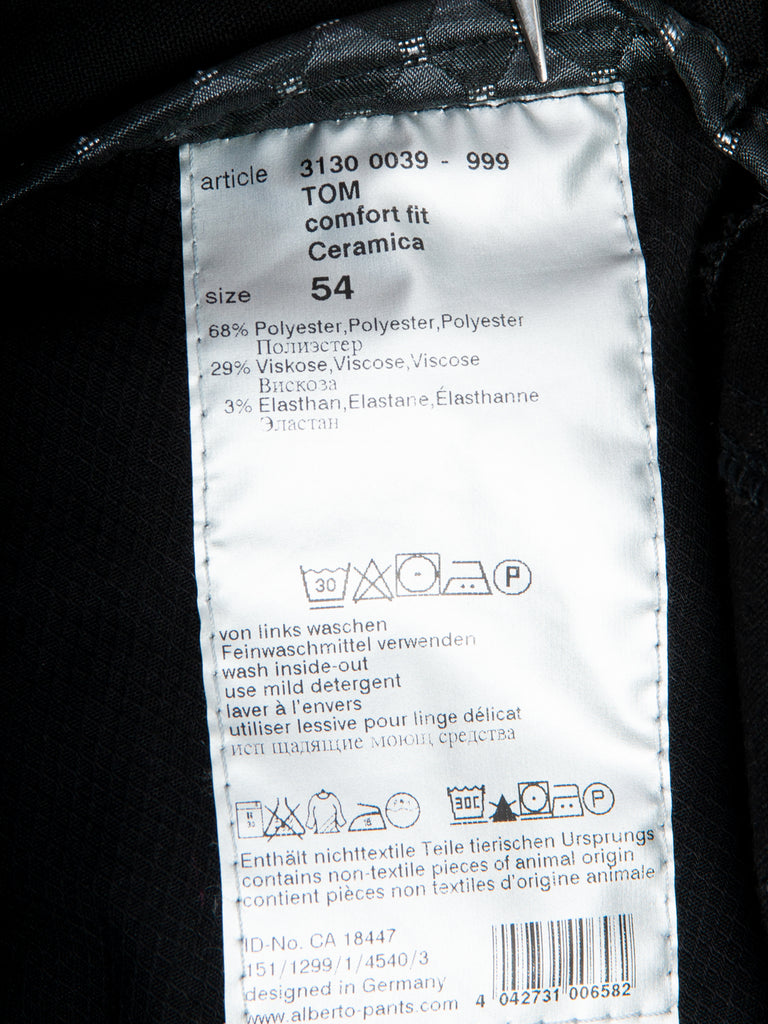 article 3130 0039 - 999
TOM
comfort fit
Ceramica
size 54
68% Polyester,Polyester,Polyester
Полиэстер
29% Viskose,Viscose,Viscose
Вискоза
3% Elasthan,Elastane,Élasthanne
Эластан
30 P
von links waschen
Feinwaschmittel verwenden
wash inside-out
use mild detergent
laver à l'envers
utiliser lessive pour linge délicat
исп щадящие моющ средства
30C P
Enthält nichttextile Teile tierischen Ursprungs
contains non-textile pieces of animal origin
contient pièces non textiles d'origine animale
ID-No. CA 18447
151/1299/1/4540/3
designed in Germany
www.alberto-pants.com
4 042731 006582